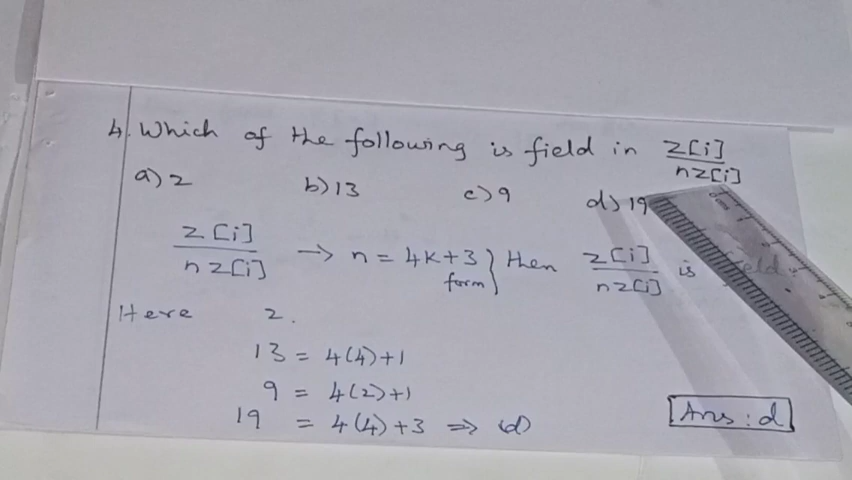 4. Which of the following is field in Z[i]/nZ[i]
a) 2 b) 13 c) 9 d) 19
Z[i]/nZ[i] → n = 4k+3 form } then Z[i]/nZ[i] is field.
Here 2.
13 = 4(4)+1
9 = 4(2)+1
19 = 4(4)+3 ⇒ (d)
Ans : d